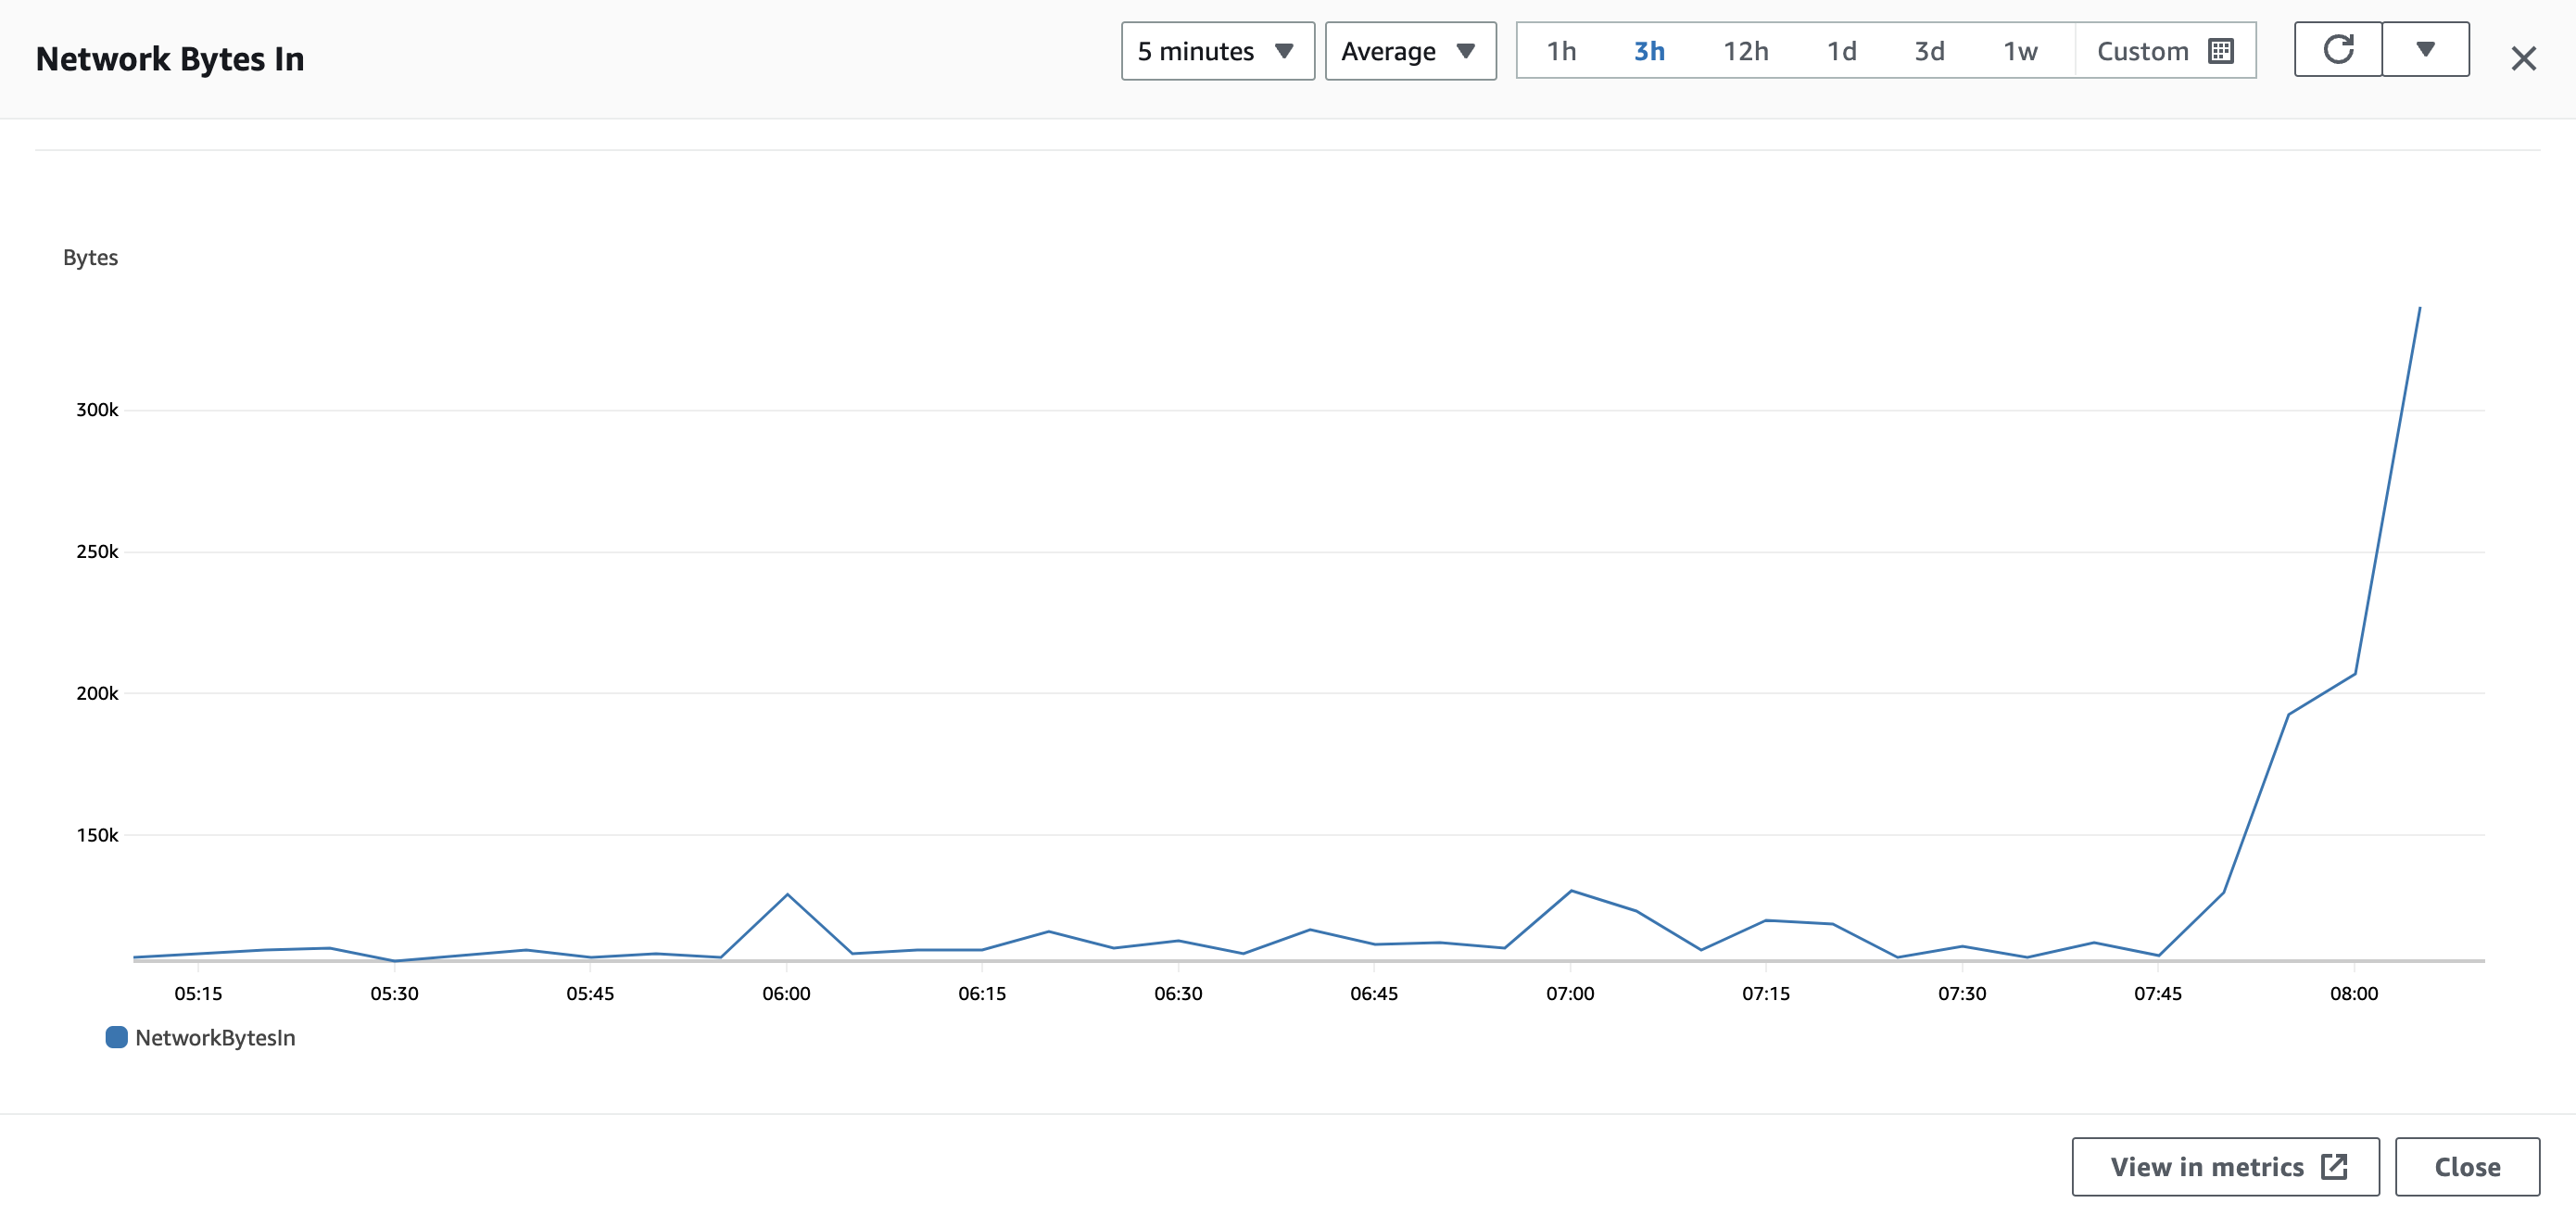 Network Bytes In
5 minutes
Average
1h 3h 12h 1d 3d 1w Custom
Bytes
300k
250k
200k
150k
05:15 05:30 05:45 06:00 06:15 06:30 06:45 07:00 07:15 07:30 07:45 08:00
NetworkBytesIn
View in metrics
Close